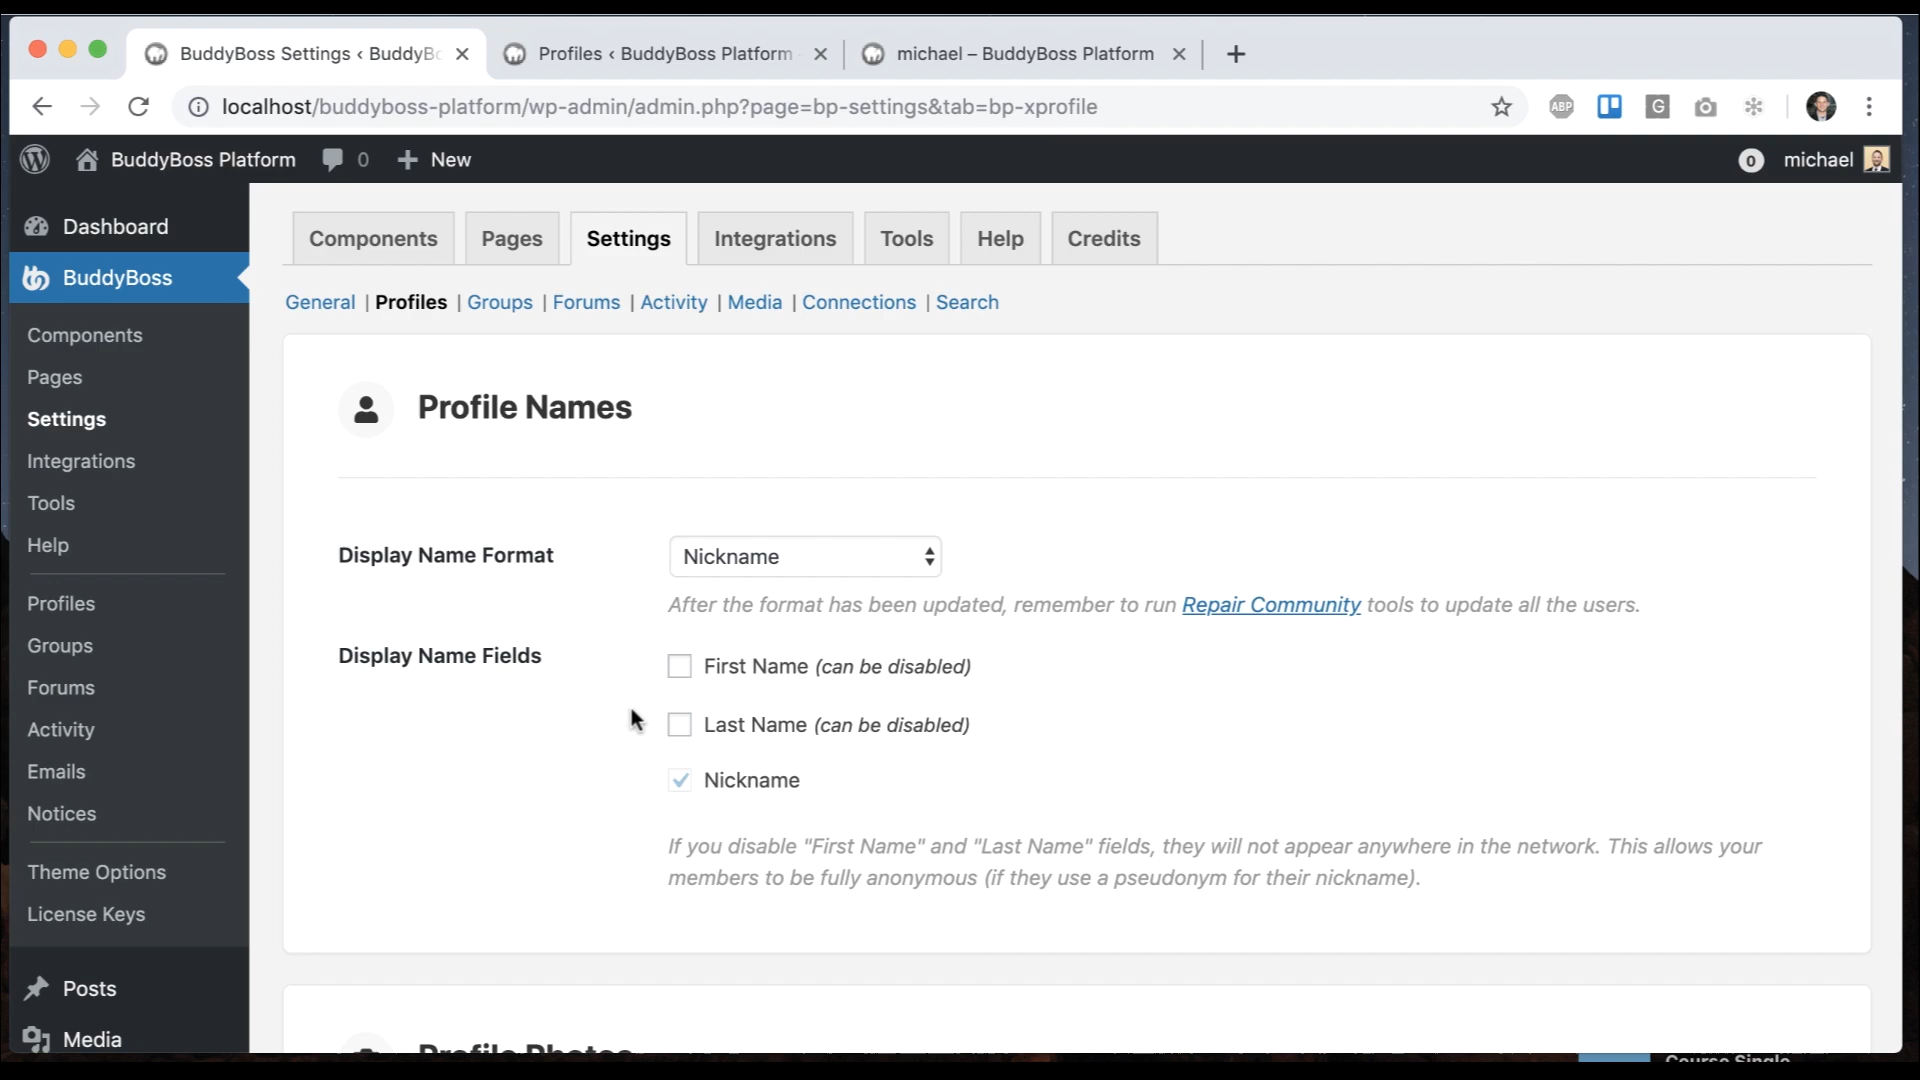 BuddyBoss Settings ‹ BuddyBo
Profiles ‹ BuddyBoss Platform
michael – BuddyBoss Platform
localhost/buddyboss-platform/wp-admin/admin.php?page=bp-settings&tab=bp-xprofile
ABP
G
BuddyBoss Platform
0
New
0
michael
Dashboard
BuddyBoss
Components
Pages
Settings
Integrations
Tools
Help
Profiles
Groups
Forums
Activity
Emails
Notices
Theme Options
License Keys
Posts
Media
Components
Pages
Settings
Integrations
Tools
Help
Credits
General | Profiles | Groups | Forums | Activity | Media | Connections | Search
Profile Names
Display Name Format
Nickname
After the format has been updated, remember to run Repair Community tools to update all the users.
Display Name Fields
First Name (can be disabled)
Last Name (can be disabled)
Nickname
If you disable "First Name" and "Last Name" fields, they will not appear anywhere in the network. This allows your
members to be fully anonymous (if they use a pseudonym for their nickname).
Profile Photos
Course Single